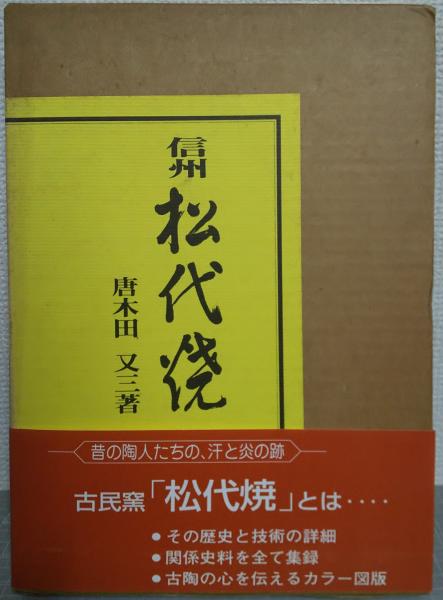 信州
松代焼
唐木田 又三著
昔の陶人たちの、汗と炎の跡
古民窯「松代焼」とは‥‥
●その歴史と技術の詳細
●関係史料を全て集録
●古陶の心を伝えるカラー図版